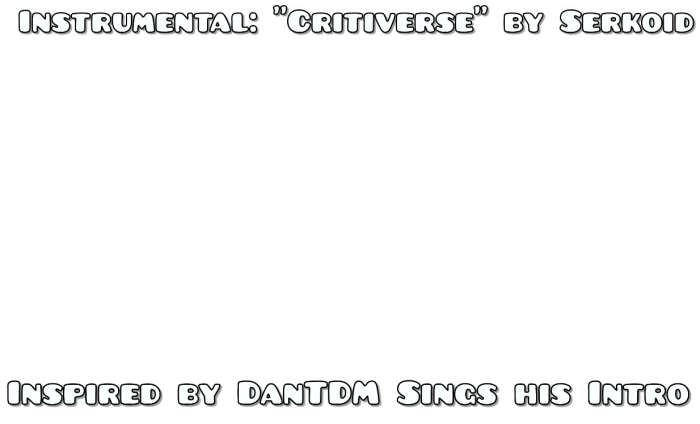 Instrumental: "Critiverse" by Serkoid
Inspired by DanTDM Sings his Intro